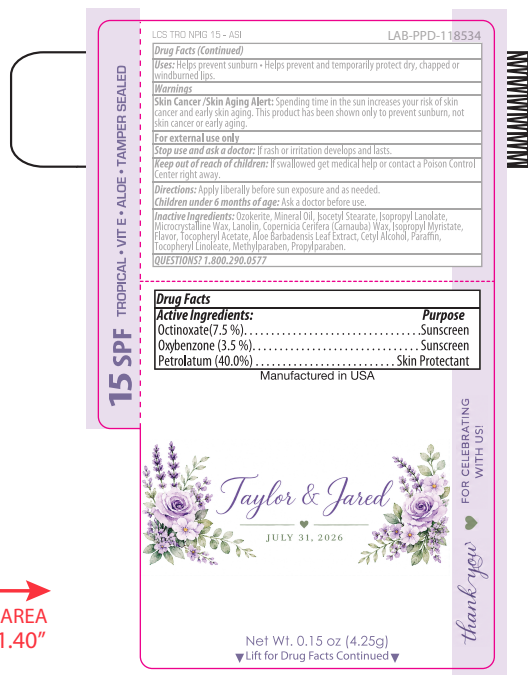 LCS TRO NPIG 15 - ASI
LAB-PPD-118534
Drug Facts (Continued)
Uses: Helps prevent sunburn • Helps prevent and temporarily protect dry, chapped or
windburned lips.
Warnings
Skin Cancer /Skin Aging Alert: Spending time in the sun increases your risk of skin
cancer and early skin aging. This product has been shown only to prevent sunburn, not
skin cancer or early aging.
For external use only
Stop use and ask a doctor: If rash or irritation develops and lasts.
Keep out of reach of children: If swallowed get medical help or contact a Poison Control
Center right away.
Directions: Apply liberally before sun exposure and as needed.
Children under 6 months of age: Ask a doctor before use.
Inactive Ingredients: Ozokerite, Mineral Oil, Isocetyl Stearate, Isopropyl Lanolate,
Microcrystalline Wax, Lanolin, Copernicia Cerifera (Carnauba) Wax, Isopropyl Myristate,
Flavor, Tocopheryl Acetate, Aloe Barbadensis Leaf Extract, Cetyl Alcohol, Paraffin,
Tocopheryl Linoleate, Methylparaben, Propylparaben.
QUESTIONS? 1.800.290.0577
15 SPF TROPICAL • VIT E • ALOE • TAMPER SEALED
Drug Facts
Active Ingredients: Purpose
Octinoxate(7.5 %)................................Sunscreen
Oxybenzone (3.5 %)..............................Sunscreen
Petrolatum (40.0%) ..........................Skin Protectant
Manufactured in USA
Taylor & Jared
JULY 31, 2026
thank you
FOR CELEBRATING
WITH US!
AREA
1.40"
Net Wt. 0.15 oz (4.25g)
▼Lift for Drug Facts Continued▼